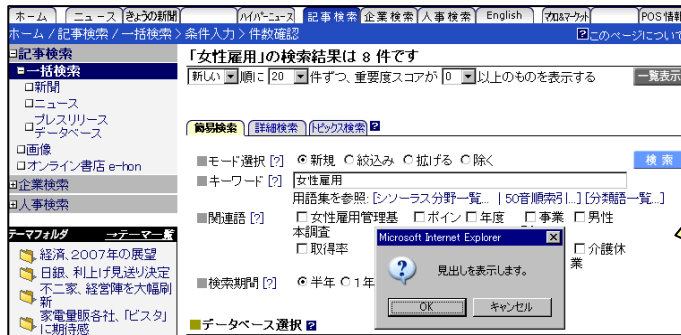 ホーム ニュース きょうの新聞 ハイパーニュース 記事検索 企業検索 人事検索 English マクロ&マーケット POS情報
ホーム / 記事検索 / 一括検索 > 条件入力 > 件数確認 このページについて
記事検索
一括検索
新聞
ニュース
プレスリリース
データベース
画像
オンライン書店 e-hon
企業検索
人事検索
テーマフォルダ →テーマ一覧
経済、2007年の展望
日銀、利上げ見送り決定
不二家、経営陣を大幅刷
新
家電量販各社、「ビスタ」
に期待感
「女性雇用」の検索結果は 8 件です
新しい 順に 20 件ずつ、重要度スコアが 0 以上のものを表示する 一覧表示
簡易検索 詳細検索 トピックス検索
■モード選択 [?] 新規 絞込み 拡げる 除く 検索
■キーワード [?] 女性雇用
用語集を参照: [シソーラス分野一覧... | 50音順索引...] [分類語一覧...]
■関連語 [?] 女性雇用管理基 ポイン 年度 事業 男性
本調査
取得率 介護休
業
■検索期間 [?] 半年 1年
■データベース選択
Microsoft Internet Explorer
見出しを表示します。
OK キャンセル